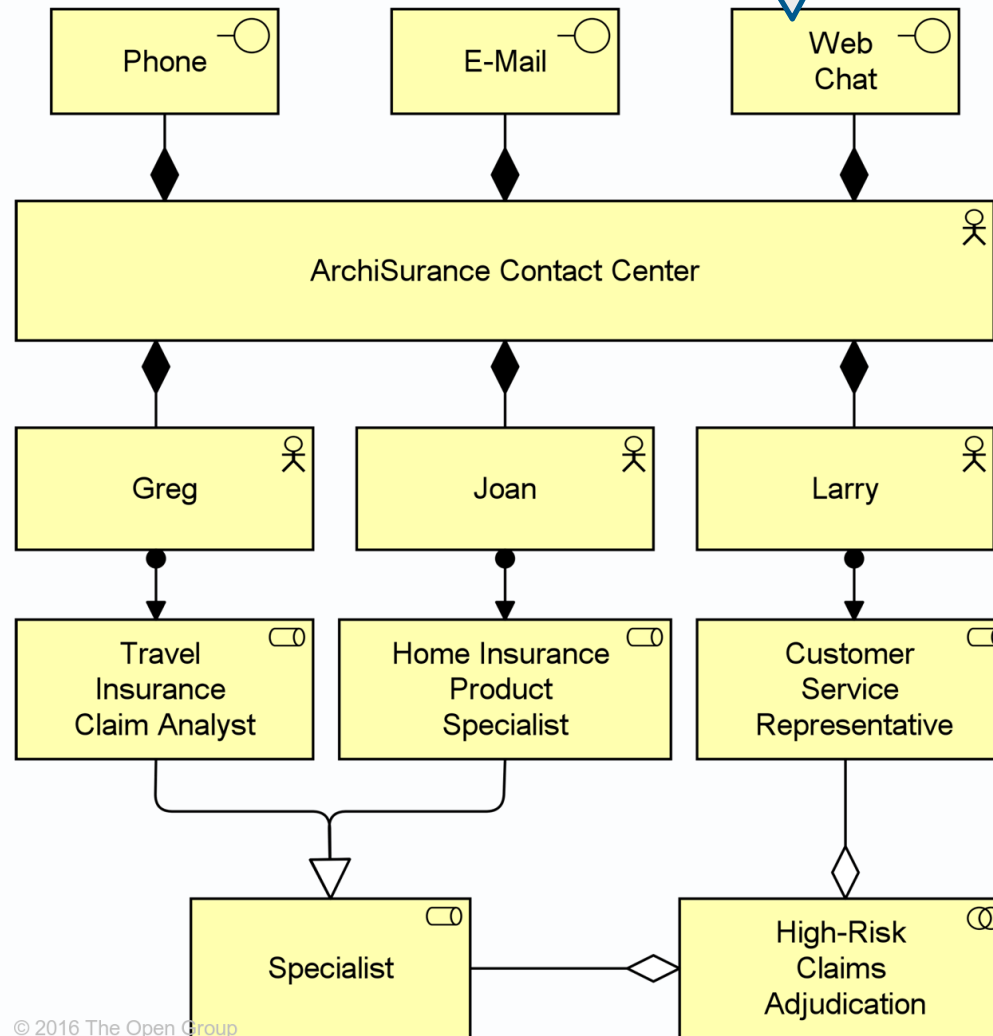 Phone
E-Mail
Web
Chat
ArchiSurance Contact Center
Greg
Joan
Larry
Travel
Insurance
Claim Analyst
Home Insurance
Product
Specialist
Customer
Service
Representative
Specialist
High-Risk
Claims
Adjudication
© 2016 The Open Group